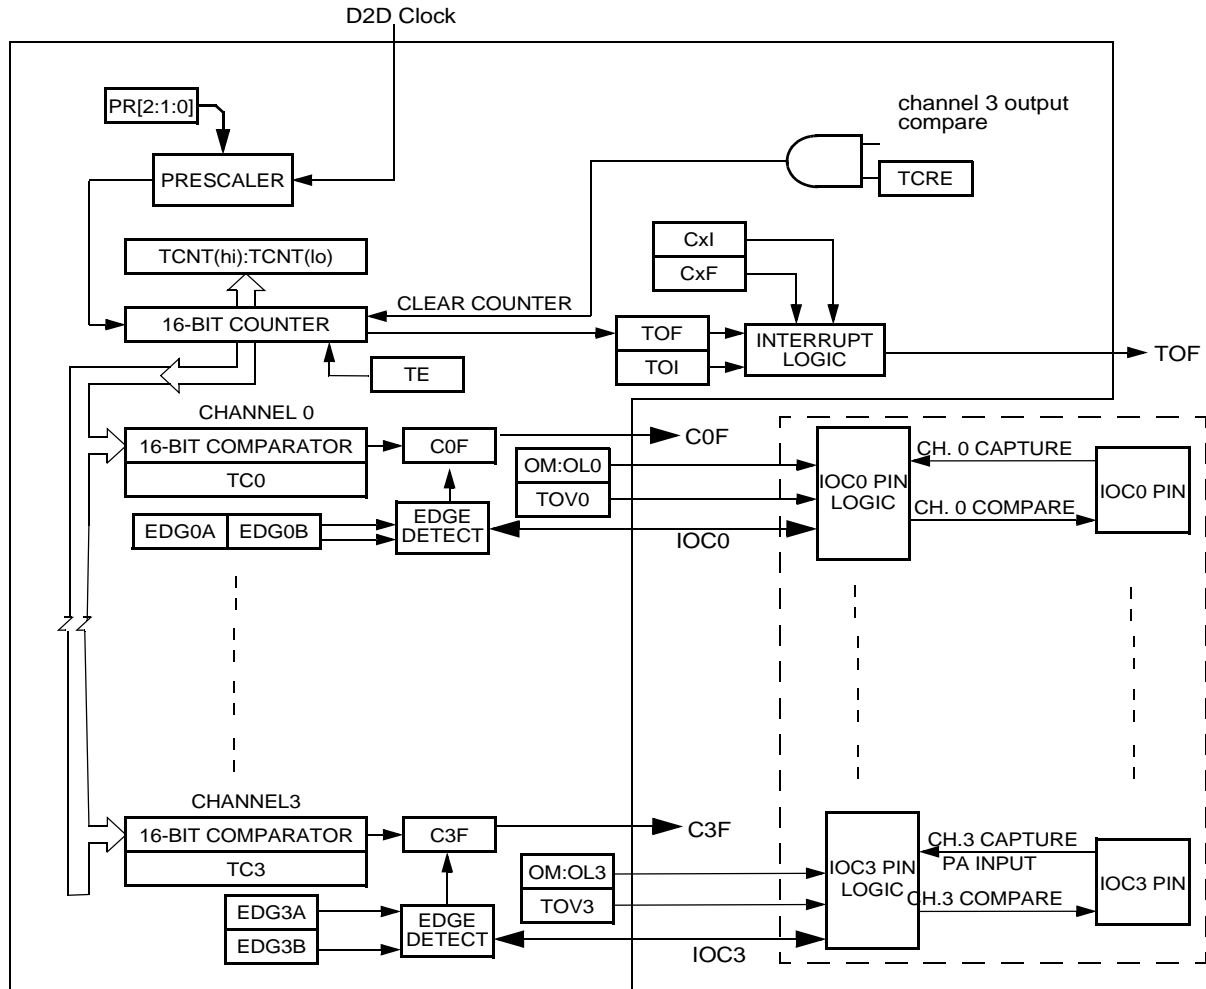 D2D Clock
PR[2:1:0]
channel 3 output
compare
PRESCALER
TCRE
CxI
TCNT(hi):TCNT(lo)
CxF
CLEAR COUNTER
16-BIT COUNTER
TOF
INTERRUPT
LOGIC
TOF
TOI
TE
CHANNEL 0
16-BIT COMPARATOR
C0F
C0F
TC0
OM:OL0
TOV0
IOC0 PIN
LOGIC
CH. 0 CAPTURE
IOC0 PIN
CH. 0 COMPARE
EDG0A
EDG0B
EDGE
DETECT
IOC0
CHANNEL3
16-BIT COMPARATOR
C3F
C3F
TC3
OM:OL3
TOV3
IOC3 PIN
LOGIC
CH.3 CAPTURE
PA INPUT
IOC3 PIN
CH.3 COMPARE
EDG3A
EDG3B
EDGE
DETECT
IOC3